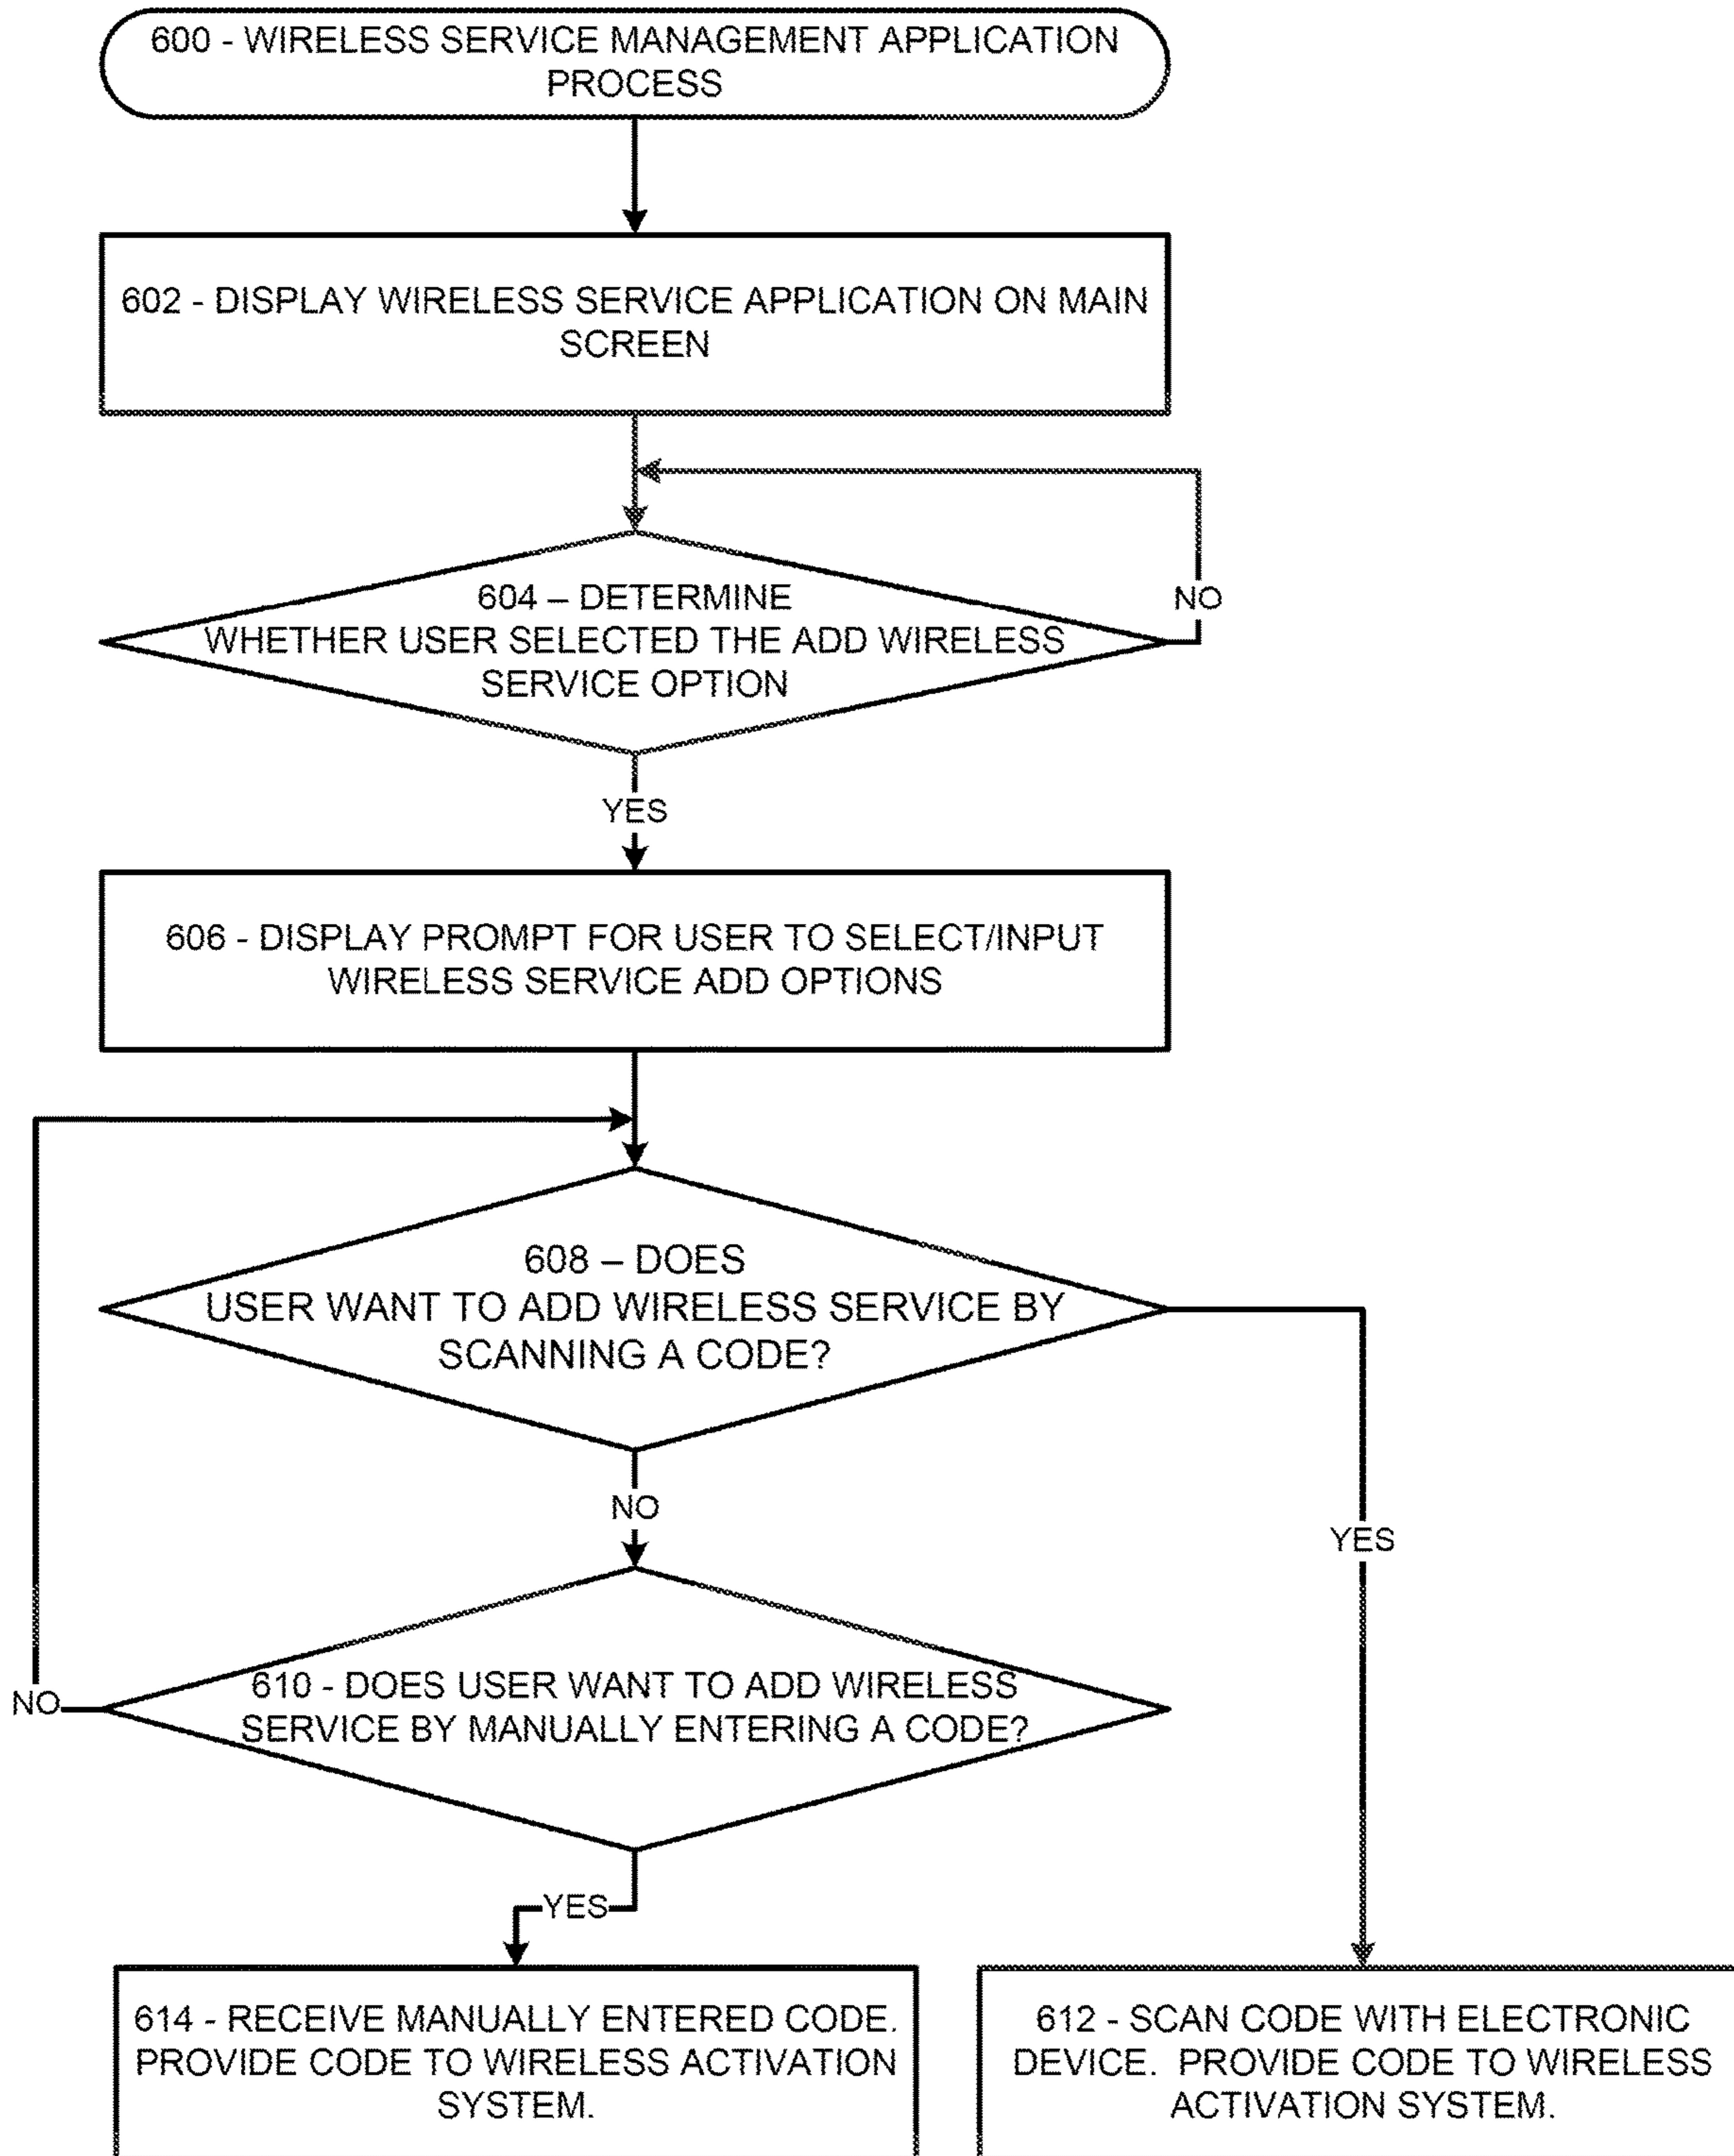 600 - WIRELESS SERVICE MANAGEMENT APPLICATION
PROCESS
602 - DISPLAY WIRELESS SERVICE APPLICATION ON MAIN
SCREEN
604 – DETERMINE
WHETHER USER SELECTED THE ADD WIRELESS
SERVICE OPTION
NO
YES
606 - DISPLAY PROMPT FOR USER TO SELECT/INPUT
WIRELESS SERVICE ADD OPTIONS
608 – DOES
USER WANT TO ADD WIRELESS SERVICE BY
SCANNING A CODE?
NO
YES
610 - DOES USER WANT TO ADD WIRELESS
SERVICE BY MANUALLY ENTERING A CODE?
NO
YES
614 - RECEIVE MANUALLY ENTERED CODE.
PROVIDE CODE TO WIRELESS ACTIVATION
SYSTEM.
612 - SCAN CODE WITH ELECTRONIC
DEVICE. PROVIDE CODE TO WIRELESS
ACTIVATION SYSTEM.